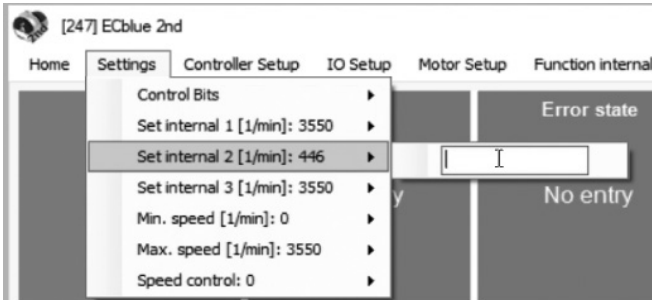 2nd
[247] ECblue 2nd
Home Settings Controller Setup IO Setup Motor Setup Function internal
Control Bits
Set internal 1 [1/min]: 3550
Set internal 2 [1/min]: 446
Set internal 3 [1/min]: 3550
Min. speed [1/min]: 0
Max. speed [1/min]: 3550
Speed control: 0
Error state
y
No entry